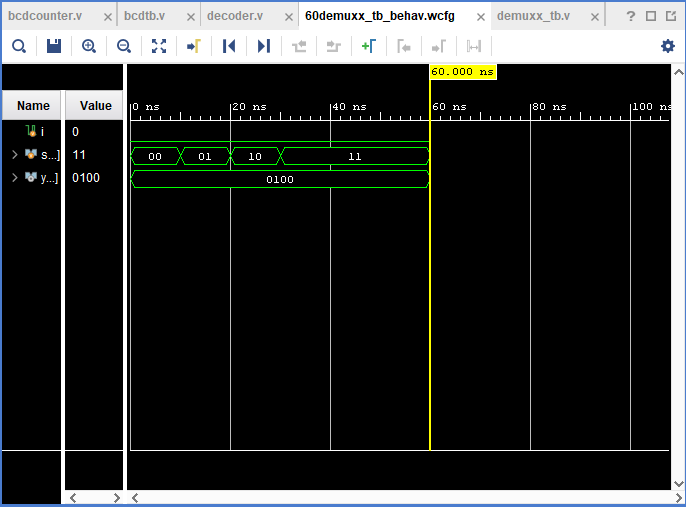 bcdcounter.v × bcdtb.v × decoder.v × 60demuxx_tb_behav.wcfg × demuxx_tb.v × ?
60.000 ns
Name Value 0 ns 20 ns 40 ns 60 ns 80 ns 100 ns
i 0
s...] 11 00 01 10 11
y...] 0100 0100